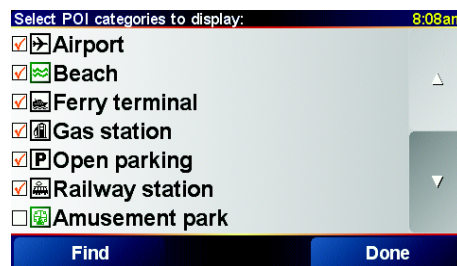 Select POI categories to display: 8:08am
Airport
Beach
Ferry terminal
Gas station
P Open parking
Railway station
Amusement park
Find Done